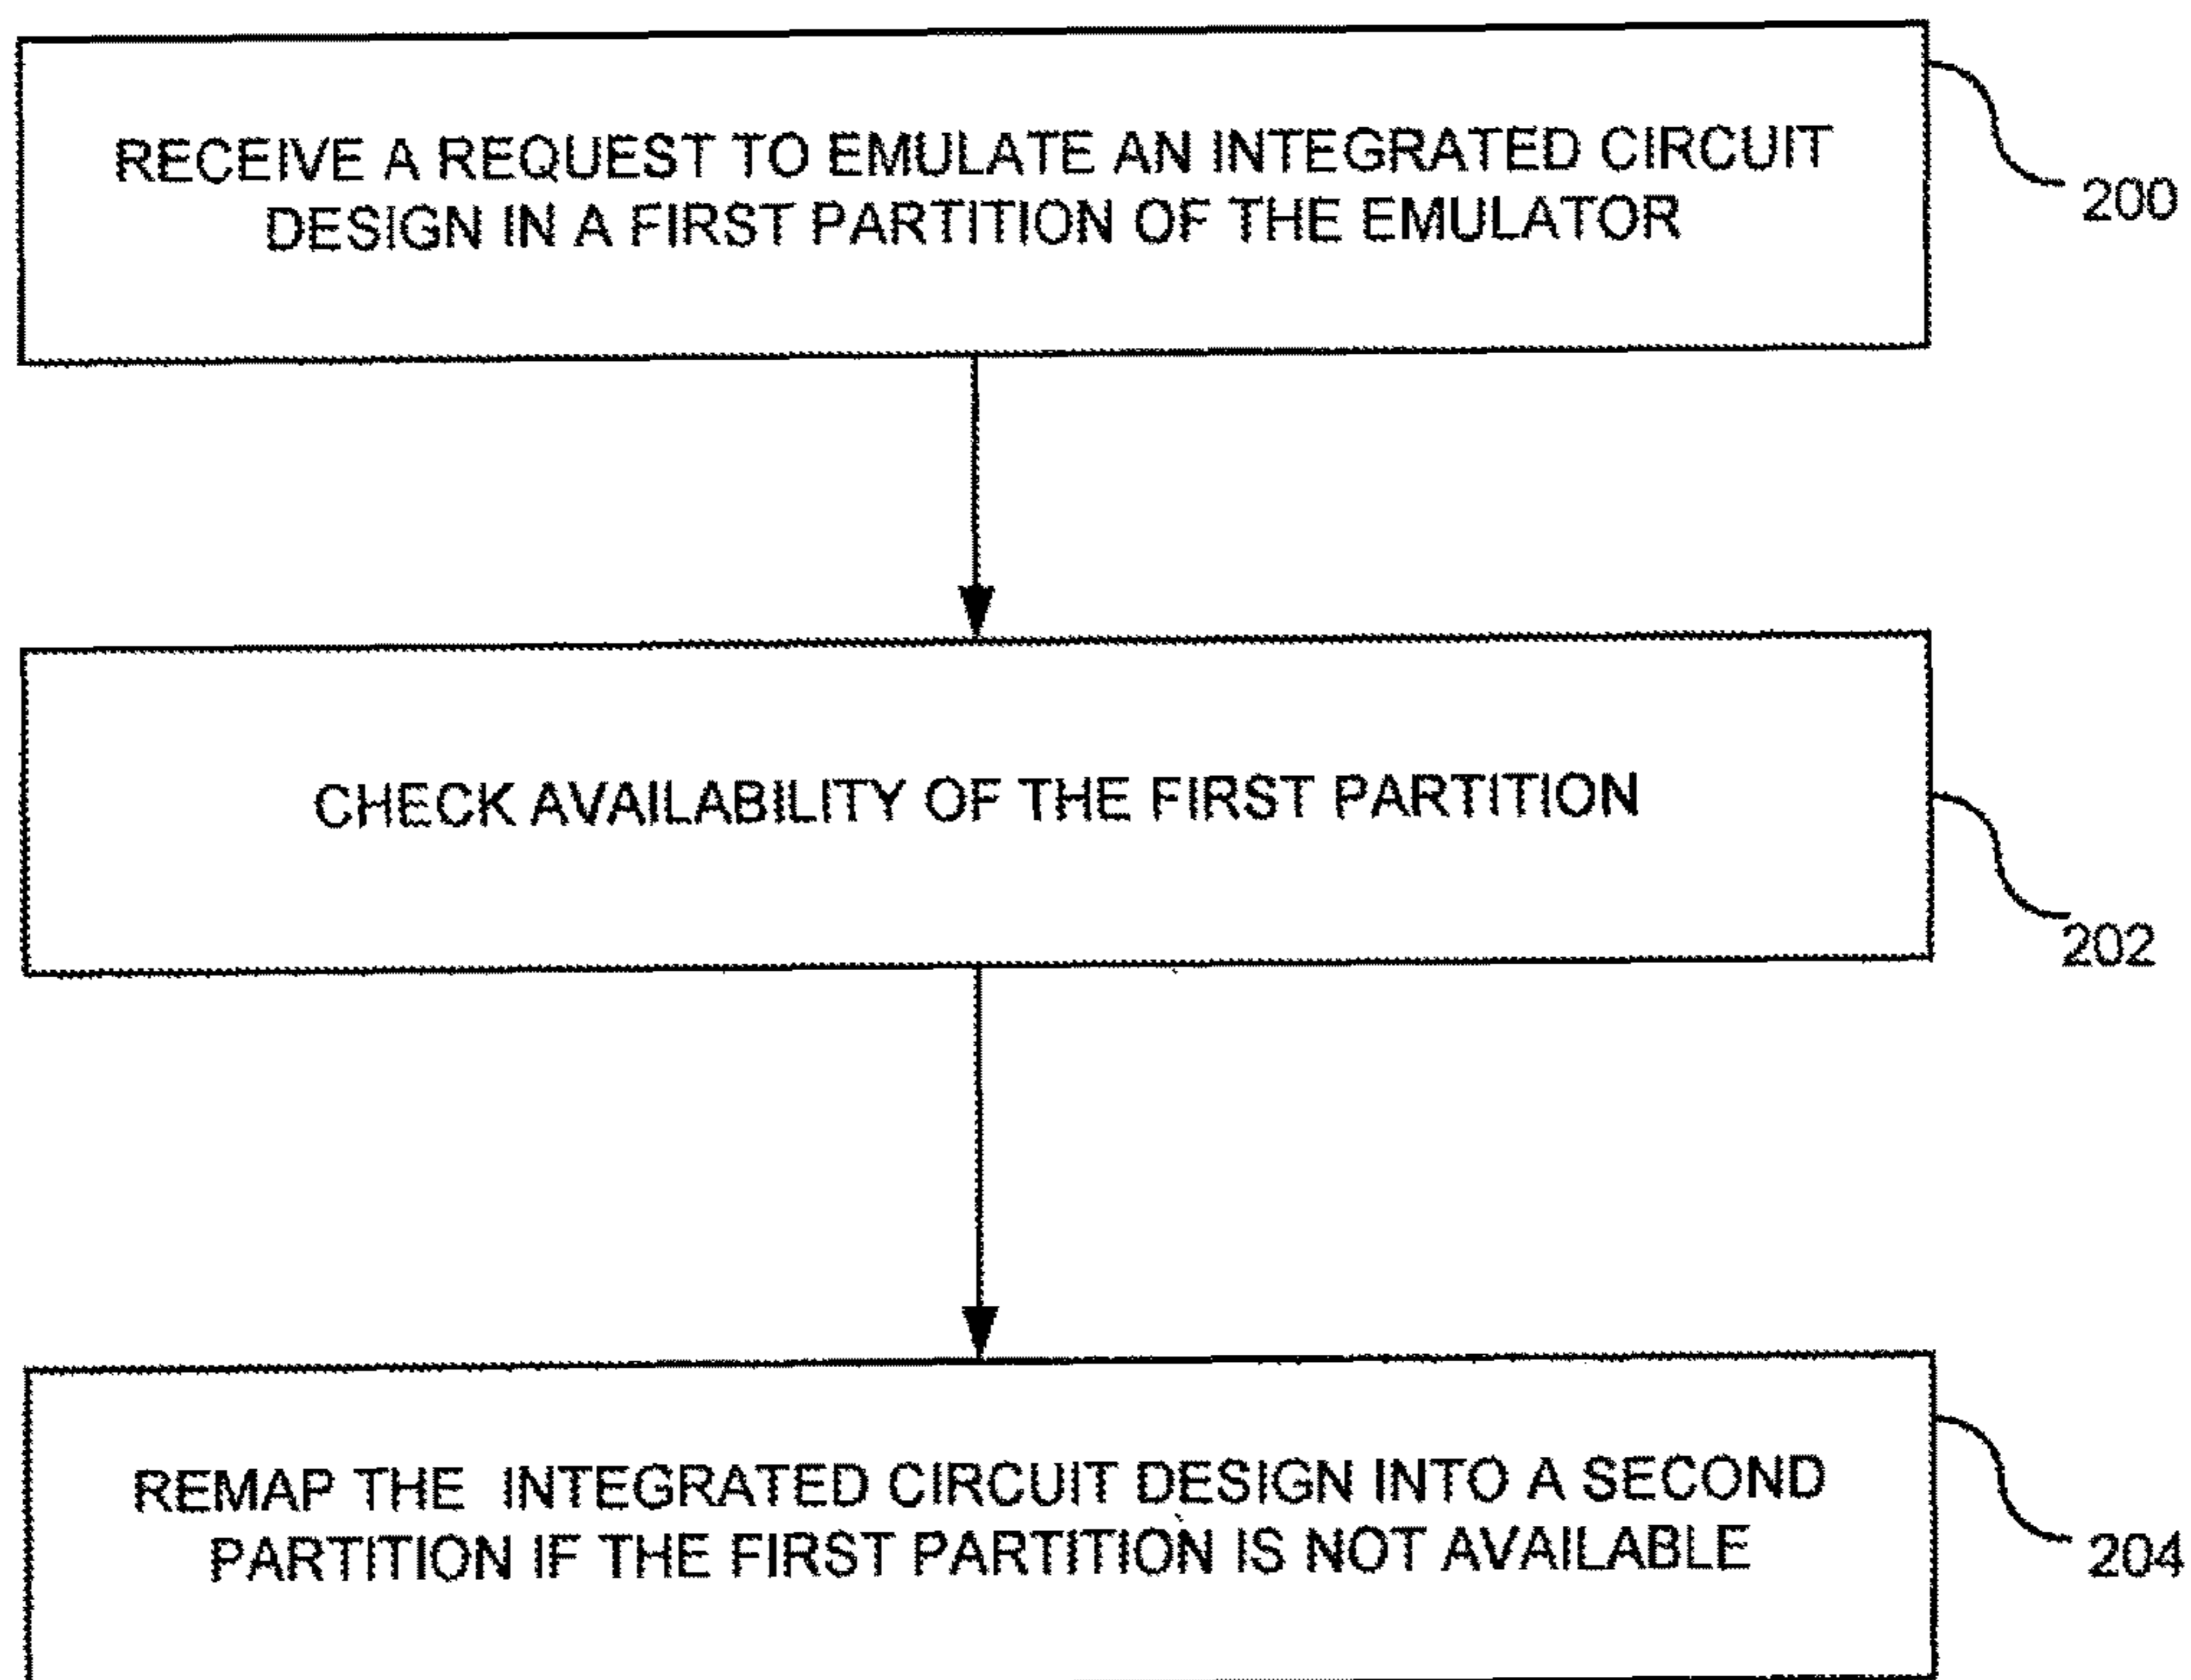 RECEIVE A REQUEST TO EMULATE AN INTEGRATED CIRCUIT
DESIGN IN A FIRST PARTITION OF THE EMULATOR
200
CHECK AVAILABILITY OF THE FIRST PARTITION
202
REMAP THE INTEGRATED CIRCUIT DESIGN INTO A SECOND
PARTITION IF THE FIRST PARTITION IS NOT AVAILABLE
204